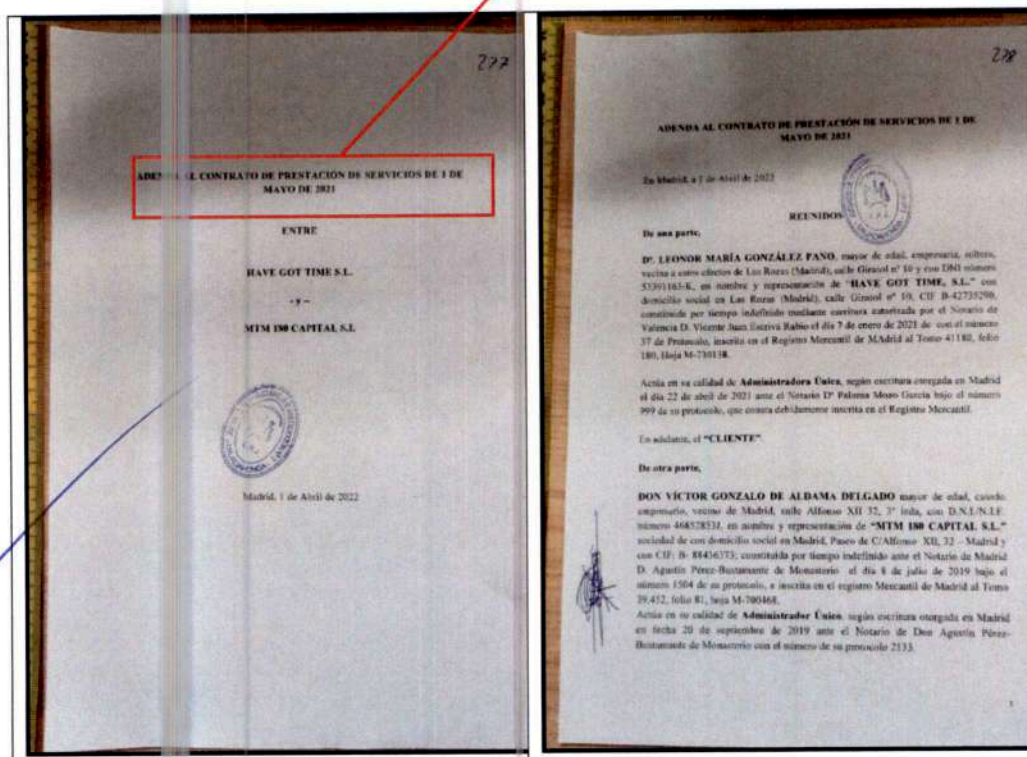 277
ADENDA AL CONTRATO DE PRESTACIÓN DE SERVICIOS DE 1 DE
MAYO DE 2021
ENTRE
HAVE GOT TIME S.L.
- y –
MTM 180 CAPITAL S.L
Madrid, 1 de Abril de 2022
278
ADENDA AL CONTRATO DE PRESTACIÓN DE SERVICIOS DE 1 DE
MAYO DE 2021
En Madrid, a 1 de Abril de 2022
REUNIDOS
De una parte,
Dª. LEONOR MARÍA GONZÁLEZ PANO, mayor de edad, empresaria, soltera,
vecina a estos efectos de Las Rozas (Madrid), calle Girasol nº 10 y con DNI número
en nombre y representación de "HAVE GOT TIME, S.L." con
domicilio social en Las Rozas (Madrid), calle Girasol nº 10, CIF B-42735290,
constituida por tiempo indefinido mediante escritura autorizada por el Notario de
Valencia D. Vicente Juan Escrivá Rubio el día 7 de enero de 2021 de con el número
37 de Protocolo, inscrita en el Registro Mercantil de MAdrid al Tomo 41180, folio
180, Hoja M-730138.
Actúa en su calidad de Administradora Única, según escritura otorgada en Madrid
el día 22 de abril de 2021 ante el Notario Dª Paloma Mozo García bajo el número
999 de su protocolo, que consta debidamente inscrita en el Registro Mercantil.
En adelante, el "CLIENTE".
De otra parte,
DON VÍCTOR GONZALO DE ALDAMA DELGADO mayor de edad, casado
empresario, vecino de Madrid, calle Alfonso XII 32, 3º izda, con D.N.I./N.I.F.
número en nombre y representación de "MTM 180 CAPITAL S.L."
sociedad de con domicilio social en Madrid, Paseo de C/Alfonso XII, 32 – Madrid y
con CIF: B- 88436373; constituida por tiempo indefinido ante el Notario de Madrid
D. Agustín Pérez-Bustamante de Monasterio el día 8 de julio de 2019 bajo el
número 1504 de su protocolo, e inscrita en el registro Mercantil de Madrid al Tomo
39.452, folio 81, hoja M-700468.
Actúa en su calidad de Administrador Único, según escritura otorgada en Madrid
en fecha 20 de septiembre de 2019 ante el Notario de Don Agustín Pérez-
Bustamante de Monasterio con el número de su protocolo 2133.
1